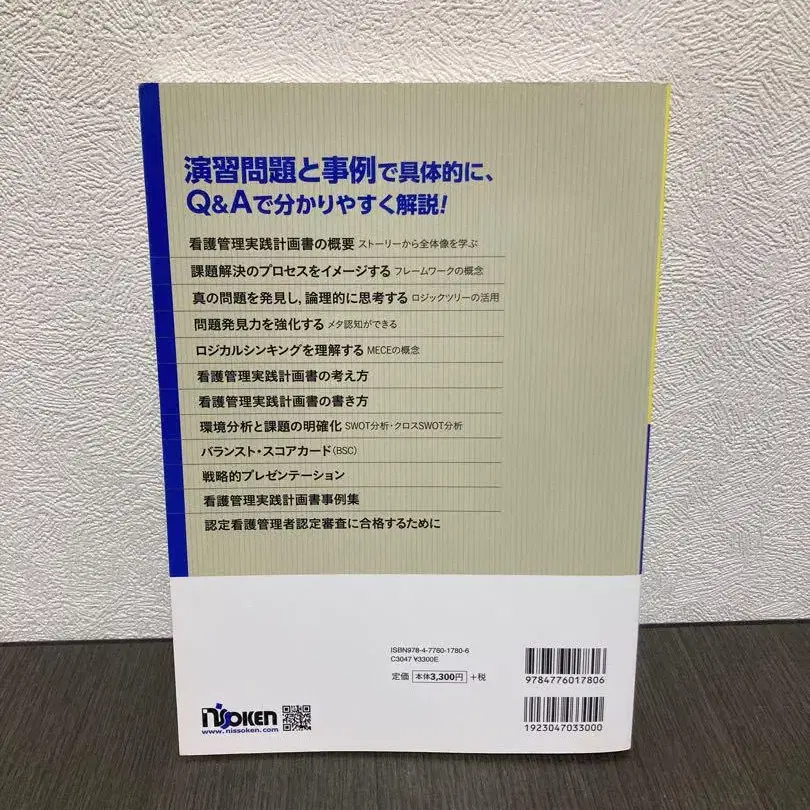 演習問題と事例で具体的に、
Q&Aで分かりやすく解説!
看護管理実践計画書の概要 ストーリーから全体像を学ぶ
課題解決のプロセスをイメージする フレームワークの概念
真の問題を発見し,論理的に思考する ロジックツリーの活用
問題発見力を強化する メタ認知ができる
ロジカルシンキングを理解する MECEの概念
看護管理実践計画書の考え方
看護管理実践計画書の書き方
環境分析と課題の明確化 SWOT分析・クロスSWOT分析
バランスト・スコアカード(BSC)
戦略的プレゼンテーション
看護管理実践計画書事例集
認定看護管理者認定審査に合格するために
ISBN978-4-7760-1780-6
C3047 ¥3300E
定価 本体3,300円 +税
9784776017806
1923047033000
NISSOKEN
www.nissoken.com